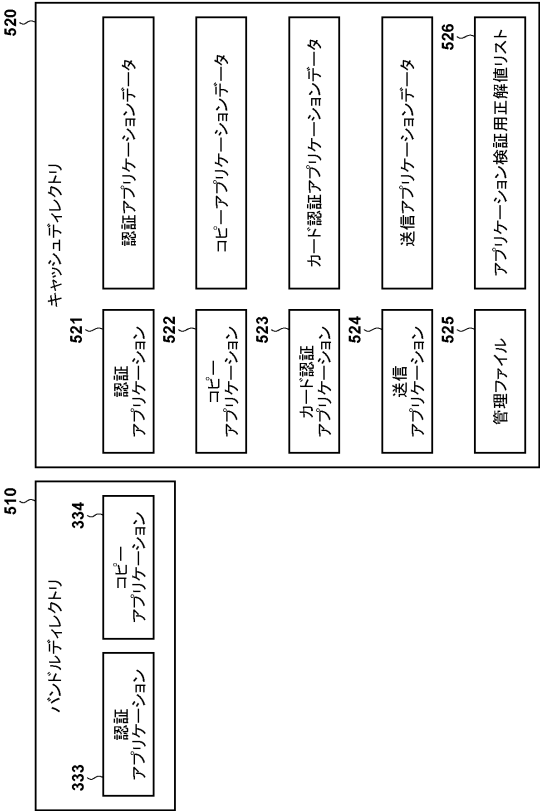 510
バンドルディレクトリ
333
認証
アプリケーション
334
コピー
アプリケーション
520
キャッシュディレクトリ
521
認証
アプリケーション
認証アプリケーションデータ
522
コピー
アプリケーション
コピーアプリケーションデータ
523
カード認証
アプリケーション
カード認証アプリケーションデータ
524
送信
アプリケーション
送信アプリケーションデータ
525
管理ファイル
526
アプリケーション検証用正解値リスト